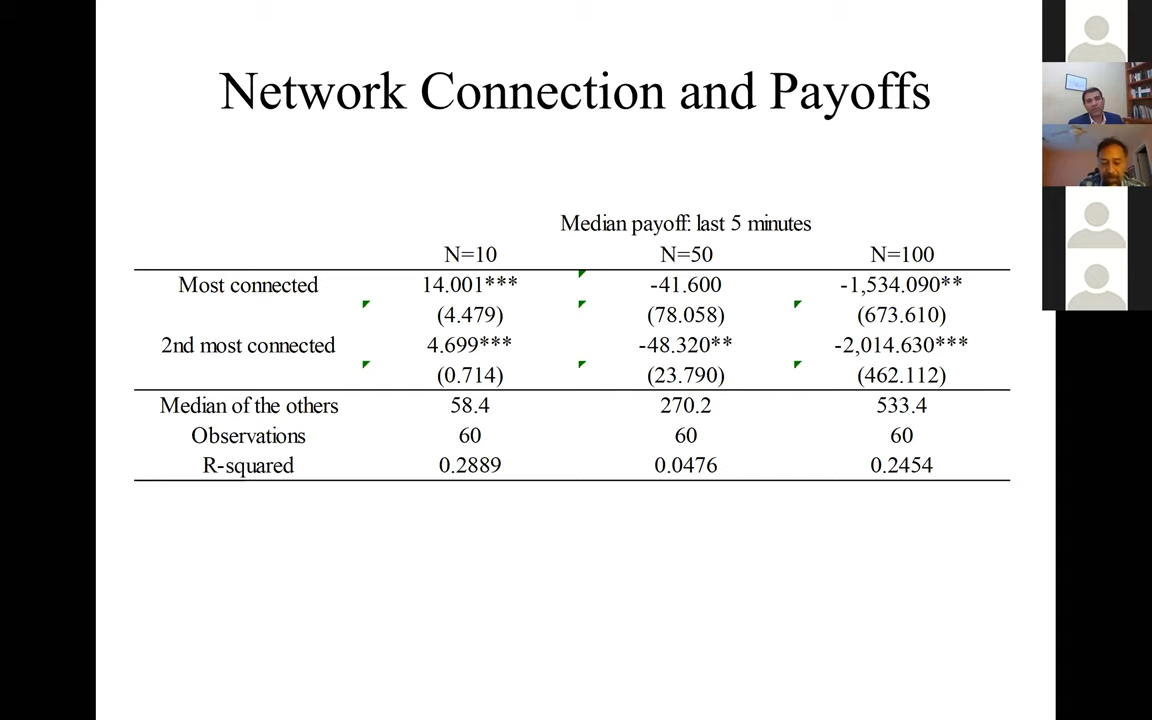 Network Connection and Payoffs
Median payoff: last 5 minutes
N=10 N=50 N=100
Most connected 14.001*** -41.600 -1,534.090**
(4.479) (78.058) (673.610)
2nd most connected 4.699*** -48.320** -2,014.630***
(0.714) (23.790) (462.112)
Median of the others 58.4 270.2 533.4
Observations 60 60 60
R-squared 0.2889 0.0476 0.2454